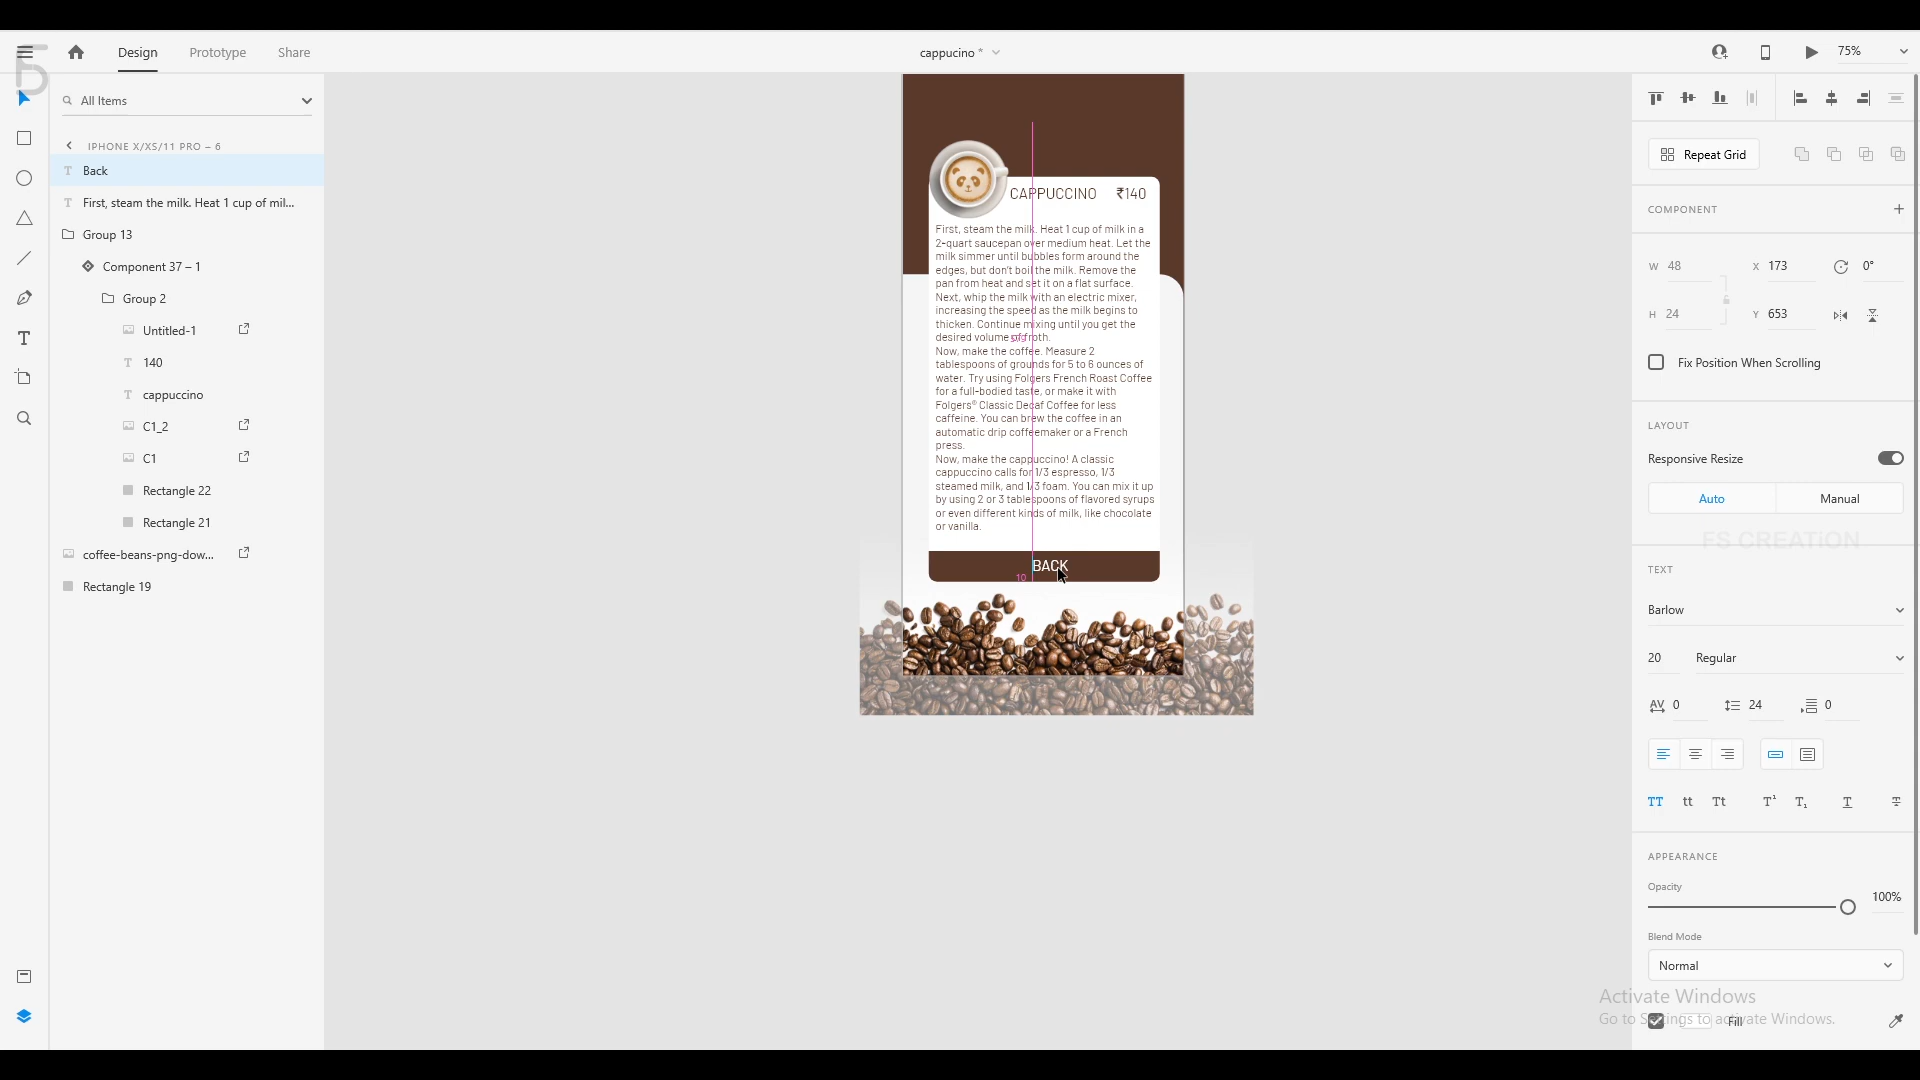 Design
Prototype
Share
cappucino *
75%
All Items
IPHONE X/XS/11 PRO – 6
T Back
T First, steam the milk. Heat 1 cup of mil...
Group 13
Component 37 – 1
Group 2
Untitled-1
T 140
T cappuccino
C1_2
C1
Rectangle 22
Rectangle 21
coffee-beans-png-dow...
Rectangle 19
CAPPUCCINO ₹140
First, steam the milk. Heat 1 cup of milk in a
2-quart saucepan over medium heat. Let the
milk simmer until bubbles form around the
edges, but don't boil the milk. Remove the
pan from heat and set it on a flat surface.
Next, whip the milk with an electric mixer,
increasing the speed as the milk begins to
thicken. Continue mixing until you get the
desired volume of froth.
Now, make the coffee. Measure 2
tablespoons of grounds for 5 to 6 ounces of
water. Try using Folgers French Roast Coffee
for a full-bodied taste, or make it with
Folgers® Classic Decaf Coffee for less
caffeine. You can brew the coffee in an
automatic drip coffeemaker or a French
press.
Now, make the cappuccino! A classic
cappuccino calls for 1/3 espresso, 1/3
steamed milk, and 1/3 foam. You can mix it up
by using 2 or 3 tablespoons of flavored syrups
or even different kinds of milk, like chocolate
or vanilla.
BACK
10
Repeat Grid
COMPONENT
W 48 X 173 0°
H 24 Y 653
Fix Position When Scrolling
LAYOUT
Responsive Resize
Auto Manual
FS CREATiON
TEXT
Barlow
20 Regular
AV 0 24 0
TT tt Tt T¹ T₁ T T
APPEARANCE
Opacity
100%
Blend Mode
Normal
Activate Windows
Go to Settings to activate Windows.
Fill